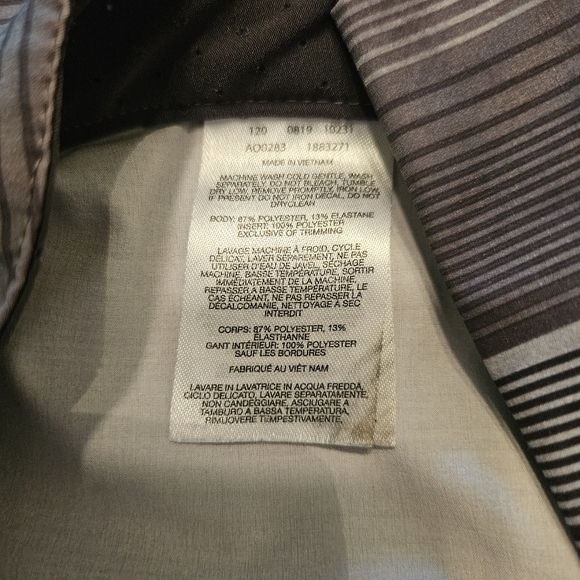 120 0819 10231
AO0283 1883271
MADE IN VIETNAM
MACHINE WASH COLD GENTLE, WASH
SEPARATELY, DO NOT BLEACH, TUMBLE
DRY LOW, REMOVE PROMPTLY, IRON LOW,
IF PRESENT DO NOT IRON DECAL, DO NOT
DRYCLEAN
BODY: 87% POLYESTER, 13% ELASTANE
INSERT: 100% POLYESTER
EXCLUSIVE OF TRIMMING
LAVAGE MACHINE À FROID, CYCLE
DÉLICAT, LAVER SÉPAREMENT, NE PAS
UTILISER D'EAU DE JAVEL, SÉCHAGE
MACHINE, BASSE TEMPÉRATURE, SORTIR
IMMÉDIATEMENT DE LA MACHINE,
REPASSER A BASSE TEMPÉRATURE, LE
CAS ÉCHÉANT, NE PAS REPASSER LA
DÉCALCOMANIE, NETTOYAGE A SEC
INTERDIT
CORPS: 87% POLYESTER, 13%
ELASTHANNE
GANT INTÉRIEUR: 100% POLYESTER
SAUF LES BORDURES
FABRIQUÉ AU VIÊT NAM
LAVARE IN LAVATRICE IN ACQUA FREDDA,
CICLO DELICATO, LAVARE SEPARATAMENTE,
NON CANDEGGIARE, ASCIUGARE A
TAMBURO A BASSA TEMPERATURA,
RIMUOVERE TEMPESTIVAMENTE,